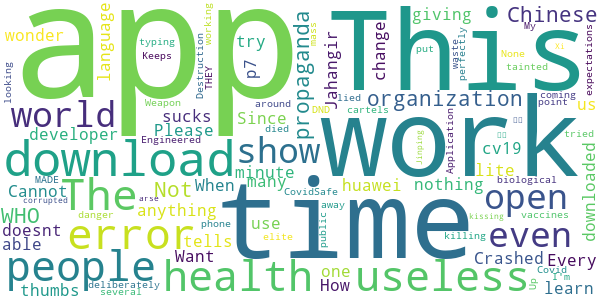 app
This
work
time
download
show
people
health
useless
error
The
world
open
even
WHO
Not
organization
Chinese
propaganda
Jahangir
change
language
giving
wonder
try
p7
us
cv19
lite
learn
Crashed
Every
downloaded
Cannot
doesnt
able
thumbs
developer
Please
sucks
Since
minute
many
anything
tells
When
Want
use
one
How
huawei
nothing
typing
working
THEY
Keeps
Destruction
looking
Weapon
around
mass
DND
died
lied
put
cartels
waste
perfectly
None
tainted
My
Xi
expectations
coming
point
tried
Application
Engineered
MADE
corrupted
danger
arse
deliberately
several
phone
elite
CovidSafe
public
away
killing
Jinping
kissing
biological
vaccines
Covid
Up
I'm